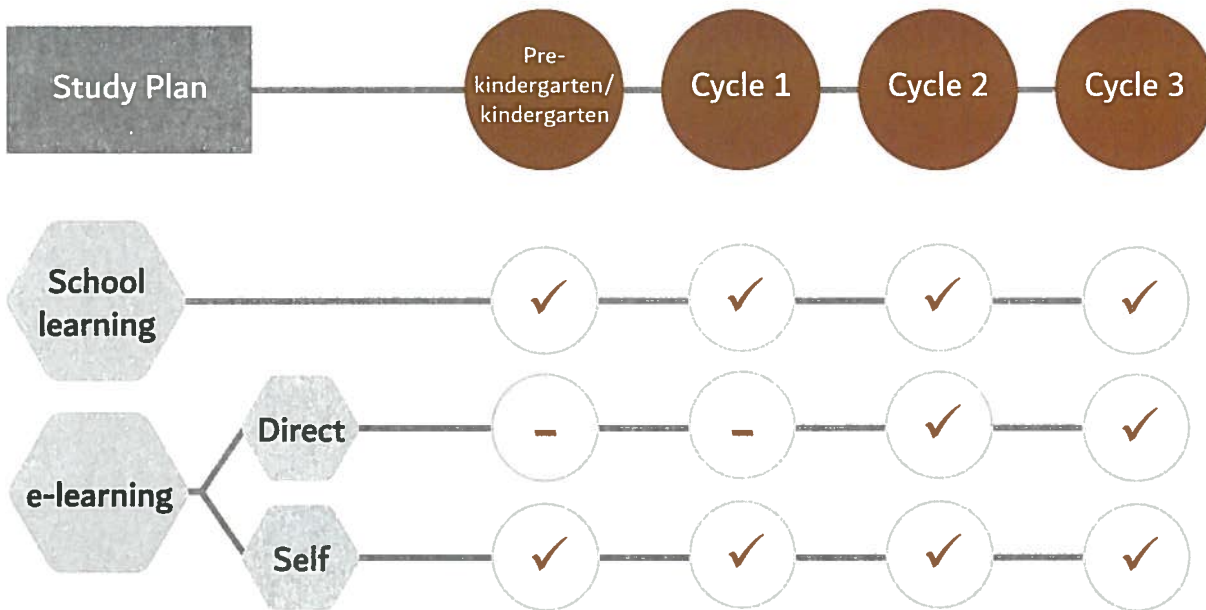 Study Plan
Pre-
kindergarten/
kindergarten
Cycle 1
Cycle 2
Cycle 3
School
learning
✓ ✓ ✓ ✓
Direct
- - ✓ ✓
e-learning
Self
✓ ✓ ✓ ✓